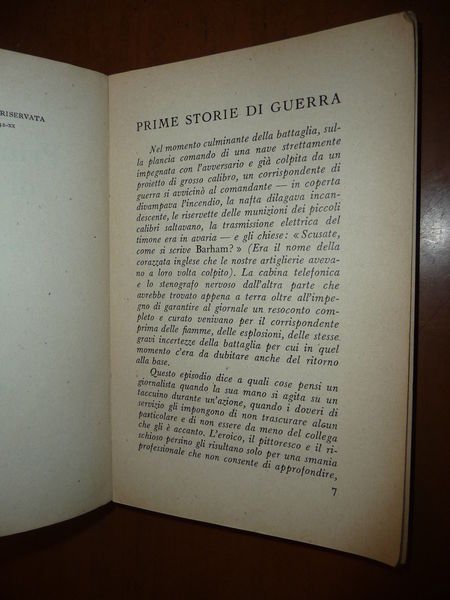 RISERVATA
PRIME STORIE DI GUERRA
Nel momento culminante della battaglia, sul-
la plancia comando di una nave strettamente
impegnata con l'avversario e già colpita da un
proietto di grosso calibro, un corrispondente di
guerra si avvicinò al comandante — in coperta
divampava l'incendio, la nafta dilagava incan-
descente, le riservette delle munizioni dei piccoli
calibri saltavano, la trasmissione elettrica del
timone era in avaria — e gli chiese: « Scusate,
come si scrive Barham? » (Era il nome della
corazzata inglese che le nostre artiglierie aveva-
no a loro volta colpito). La cabina telefonica
e lo stenografo nervoso dall'altra parte che
avrebbe trovato appena a terra oltre all'impe-
gno di garantire al giornale un resoconto com-
pleto e curato venivano per il corrispondente
prima delle fiamme, delle esplosioni, delle stesse
gravi incertezze della battaglia per cui in quel
momento c'era da dubitare anche del ritorno
alla base.
Questo episodio dice a quali cose pensi un
giornalista quando la sua mano si agita su un
taccuino durante un'azione, quando i doveri di
servizio gli impongono di non trascurare alcun
particolare e di non essere da meno del collega
che gli è accanto. L'eroico, il pittoresco e il ri-
schioso persino gli risultano solo per una smania
professionale che non consente di approfondire,
7